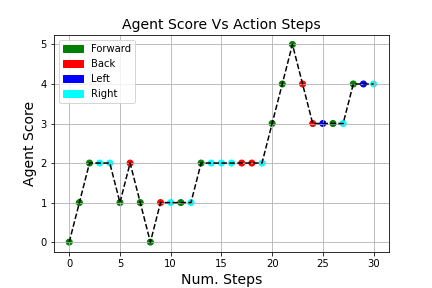 Agent Score Vs Action Steps
Agent Score
5
4
3
2
1
0
Forward
Back
Left
Right
0 5 10 15 20 25 30
Num. Steps